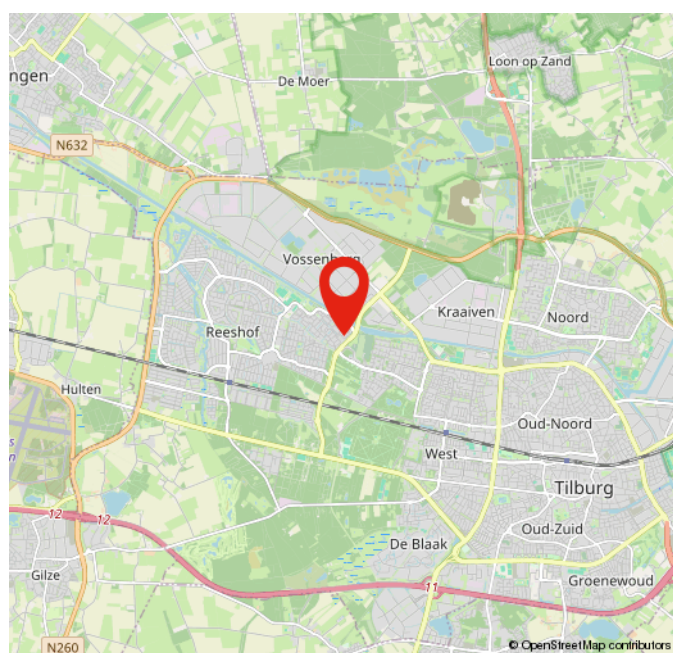 Loon op Zand
ngen
De Moer
N632
Vossenberg
Kraaiven
Noord
Reeshof
Hulten
Oud-Noord
West
Tilburg
12
12
Oud-Zuid
De Blaak
Gilze
Groenewoud
11
N260
© OpenStreetMap contributors